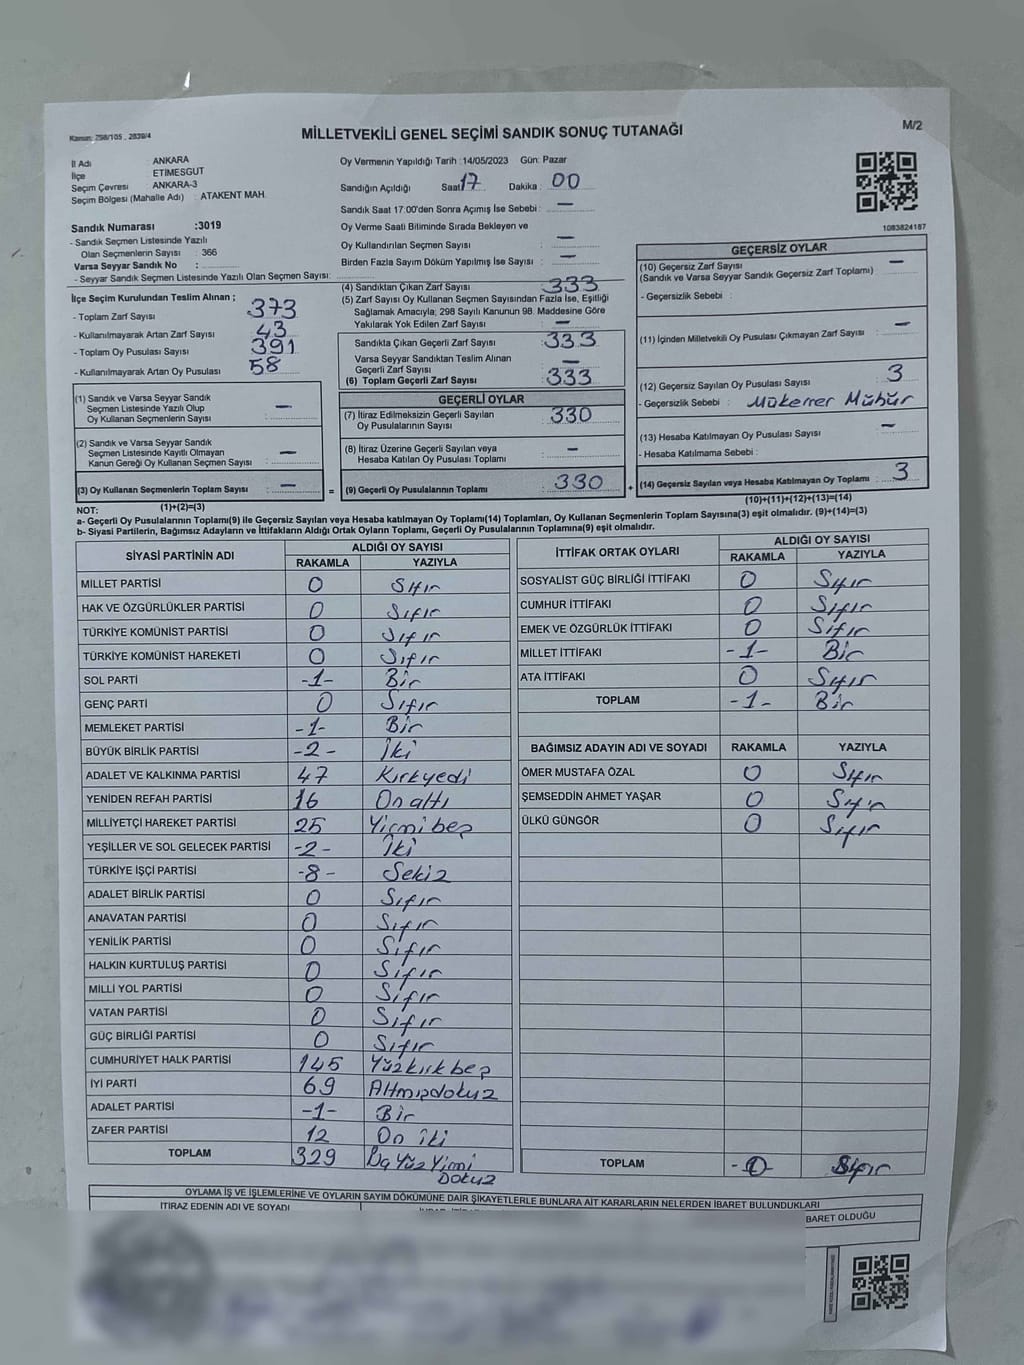 Kanun: 298/105 , 2839/4
MİLLETVEKİLİ GENEL SEÇİMİ SANDIK SONUÇ TUTANAĞI
M/2
İl Adı : ANKARA
İlçe : ETİMESGUT
Seçim Çevresi : ANKARA-3
Seçim Bölgesi (Mahalle Adı) : ATAKENT MAH.
Oy Vermenin Yapıldığı Tarih :14/05/2023 Gün: Pazar
Sandığın Açıldığı Saat 17 Dakika : 00
Sandık Saat 17:00'den Sonra Açımış İse Sebebi : —
Oy Verme Saati Bitiminde Sırada Bekleyen ve
Oy Kullandırılan Seçmen Sayısı : —
Birden Fazla Sayım Döküm Yapılmış İse Sayısı : —
1083824187
Sandık Numarası :3019
- Sandık Seçmen Listesinde Yazılı
Olan Seçmenlerin Sayısı : 366
Varsa Seyyar Sandık No :
- Seyyar Sandık Seçmen Listesinde Yazılı Olan Seçmen Sayısı:
İlçe Seçim Kurulundan Teslim Alınan ;
- Toplam Zarf Sayısı : 373
- Kullanılmayarak Artan Zarf Sayısı : 43
- Toplam Oy Pusulası Sayısı : 391
- Kullanılmayarak Artan Oy Pusulası : 58
(1) Sandık ve Varsa Seyyar Sandık
Seçmen Listesinde Yazılı Olup
Oy Kullanan Seçmenlerin Sayısı : —
(2) Sandık ve Varsa Seyyar Sandık
Seçmen Listesinde Kayıtlı Olmayan
Kanun Gereği Oy Kullanan Seçmen Sayısı : —
(3) Oy Kullanan Seçmenlerin Toplam Sayısı : —
(1)+(2)=(3)
(4) Sandıktan Çıkan Zarf Sayısı : 333
(5) Zarf Sayısı Oy Kullanan Seçmen Sayısından Fazla İse, Eşitliği
Sağlamak Amacıyla; 298 Sayılı Kanunun 98. Maddesine Göre
Yakılarak Yok Edilen Zarf Sayısı : —
Sandıkta Çıkan Geçerli Zarf Sayısı : 333
Varsa Seyyar Sandıktan Teslim Alınan
Geçerli Zarf Sayısı : —
(6) Toplam Geçerli Zarf Sayısı : 333
GEÇERLİ OYLAR
(7) İtiraz Edilmeksizin Geçerli Sayılan
Oy Pusulalarının Sayısı : 330
(8) İtiraz Üzerine Geçerli Sayılan veya
Hesaba Katılan Oy Pusulası Toplamı : —
= (9) Geçerli Oy Pusulalarının Toplamı : 330 +
GEÇERSİZ OYLAR
(10) Geçersiz Zarf Sayısı : —
(Sandık ve Varsa Seyyar Sandık Geçersiz Zarf Toplamı)
- Geçersizlik Sebebi :
(11) İçinden Milletvekili Oy Pusulası Çıkmayan Zarf Sayısı : —
(12) Geçersiz Sayılan Oy Pusulası Sayısı : 3
- Geçersizlik Sebebi : Mükerrer Mühür
(13) Hesaba Katılmayan Oy Pusulası Sayısı : —
- Hesaba Katılmama Sebebi :
(14) Geçersiz Sayılan veya Hesaba Katılmayan Oy Toplamı : 3
(10)+(11)+(12)+(13)=(14)
NOT:
a- Geçerli Oy Pusulalarının Toplamı(9) ile Geçersiz Sayılan veya Hesaba katılmayan Oy Toplamı(14) Toplamları, Oy Kullanan Seçmenlerin Toplam Sayısına(3) eşit olmalıdır. (9)+(14)=(3)
b- Siyasi Partilerin, Bağımsız Adayların ve İttifakların Aldığı Ortak Oyların Toplamı, Geçerli Oy Pusulalarının Toplamına(9) eşit olmalıdır.
SİYASİ PARTİNİN ADI ALDIĞI OY SAYISI
RAKAMLA YAZIYLA
MİLLET PARTİSİ 0 Sıfır
HAK VE ÖZGÜRLÜKLER PARTİSİ 0 Sıfır
TÜRKİYE KOMÜNİST PARTİSİ 0 Sıfır
TÜRKİYE KOMÜNİST HAREKETİ 0 Sıfır
SOL PARTİ -1- Bir
GENÇ PARTİ 0 Sıfır
MEMLEKET PARTİSİ -1- Bir
BÜYÜK BİRLİK PARTİSİ -2- İki
ADALET VE KALKINMA PARTİSİ 47 Kırkyedi
YENİDEN REFAH PARTİSİ 16 On altı
MİLLİYETÇİ HAREKET PARTİSİ 25 Yirmi beş
YEŞİLLER VE SOL GELECEK PARTİSİ -2- İki
TÜRKİYE İŞÇİ PARTİSİ -8- Sekiz
ADALET BİRLİK PARTİSİ 0 Sıfır
ANAVATAN PARTİSİ 0 Sıfır
YENİLİK PARTİSİ 0 Sıfır
HALKIN KURTULUŞ PARTİSİ 0 Sıfır
MİLLİ YOL PARTİSİ 0 Sıfır
VATAN PARTİSİ 0 Sıfır
GÜÇ BİRLİĞİ PARTİSİ 0 Sıfır
CUMHURİYET HALK PARTİSİ 145 Yüzkırkbeş
İYİ PARTİ 69 Altmışdokuz
ADALET PARTİSİ -1- Bir
ZAFER PARTİSİ 12 On iki
TOPLAM 329 Üç Yüz Yirmi
Dokuz
İTTİFAK ORTAK OYLARI ALDIĞI OY SAYISI
RAKAMLA YAZIYLA
SOSYALİST GÜÇ BİRLİĞİ İTTİFAKI 0 Sıfır
CUMHUR İTTİFAKI 0 Sıfır
EMEK VE ÖZGÜRLÜK İTTİFAKI 0 Sıfır
MİLLET İTTİFAKI -1- Bir
ATA İTTİFAKI 0 Sıfır
TOPLAM -1- Bir
BAĞIMSIZ ADAYIN ADI VE SOYADI RAKAMLA YAZIYLA
ÖMER MUSTAFA ÖZAL 0 Sıfır
ŞEMSEDDİN AHMET YAŞAR 0 Sıfır
ÜLKÜ GÜNGÖR 0 Sıfır
TOPLAM -0- Sıfır
OYLAMA İŞ VE İŞLEMLERİNE VE OYLARIN SAYIM DÖKÜMÜNE DAİR ŞİKAYETLERLE BUNLARA AİT KARARLARIN NELERDEN İBARET BULUNDUKLARI
İTİRAZ EDENİN ADI VE SOYADI
BARET OLDUĞU